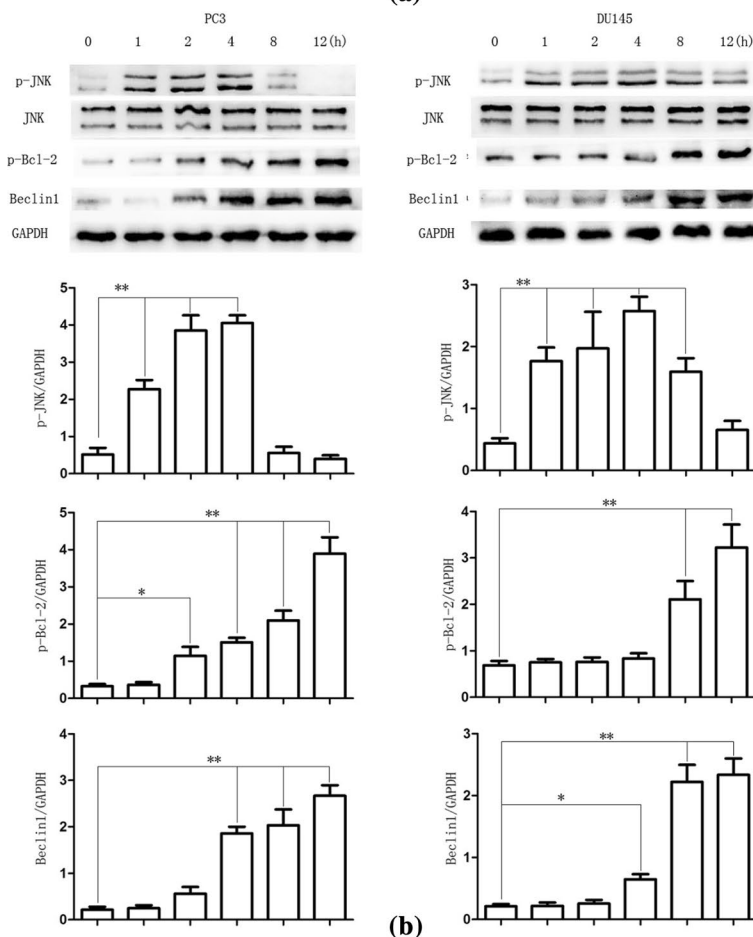 (a)
PC3
0 1 2 4 8 12(h)
p-JNK
JNK
p-Bcl-2
Beclin1
GAPDH
DU145
0 1 2 4 8 12(h)
p-JNK
JNK
p-Bcl-2
Beclin1
GAPDH
p-JNK/GAPDH
5
4
3
2
1
0
**
p-JNK/GAPDH
3
2
1
0
**
p-Bcl-2/GAPDH
5
4
3
2
1
0
**
*
p-Bcl-2/GAPDH
4
3
2
1
0
**
Beclin1/GAPDH
4
3
2
1
0
**
Beclin1/GAPDH
3
2
1
0
**
*
(b)